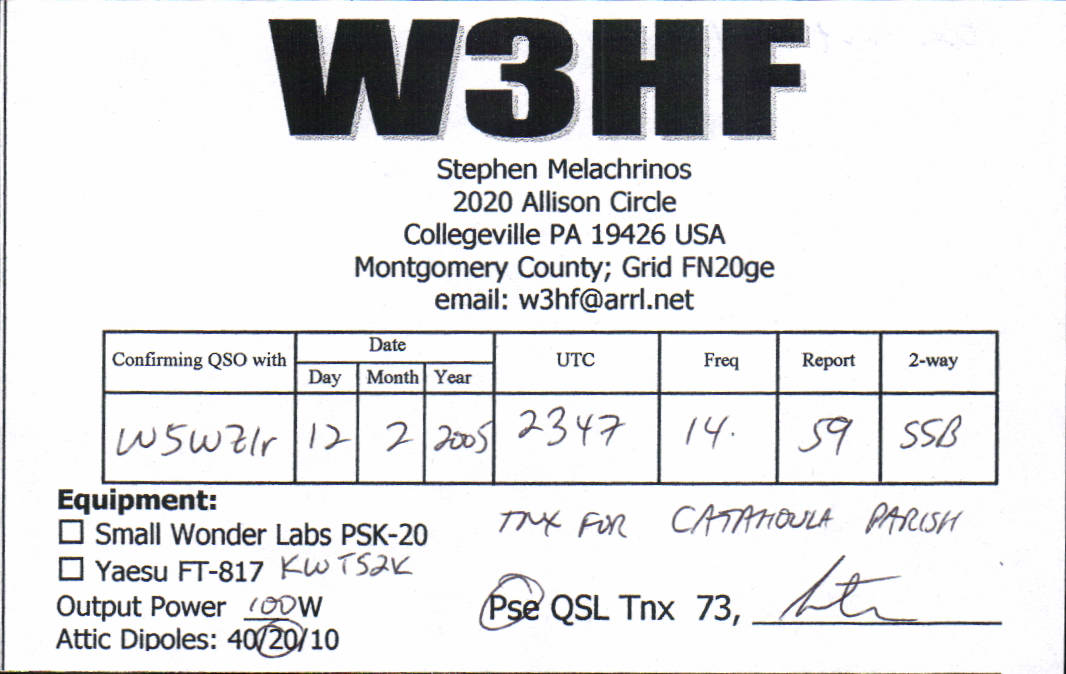 W3HF
Stephen Melachrinos
2020 Allison Circle
Collegeville PA 19426 USA
Montgomery County; Grid FN20ge
email: w3hf@arrl.net
Confirming QSO with Date UTC Freq Report 2-way
Day Month Year
W5WZ/r 12 2 2005 2347 14. 59 SSB
Equipment:
TNX FOR CATAHOULA PARISH
☐ Small Wonder Labs PSK-20
☐ Yaesu FT-817 KWTS2K
Output Power 100W
Pse QSL Tnx 73,
Attic Dipoles: 40/20/10